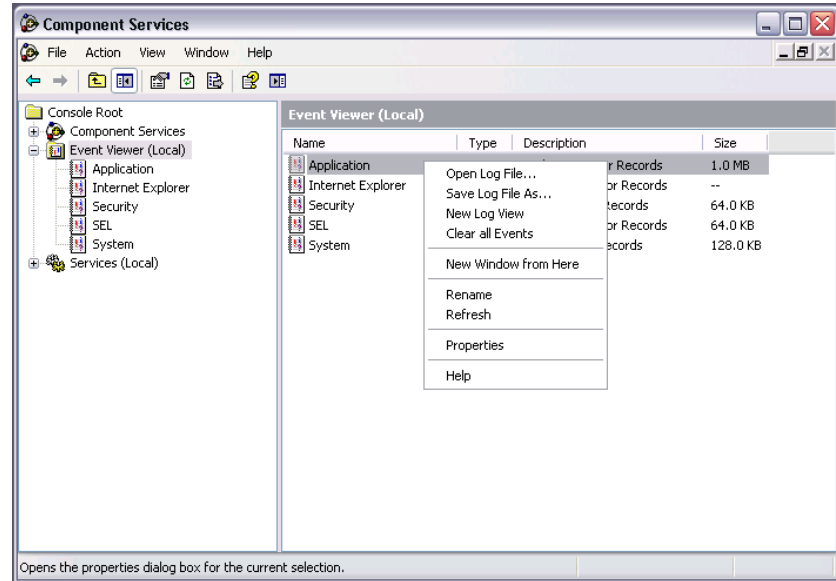 Component Services
File Action View Window Help
Console Root
Component Services
Event Viewer (Local)
Application
Internet Explorer
Security
SEL
System
Services (Local)
Event Viewer (Local)
Name Type Description Size
Application r Records 1.0 MB
Internet Explorer or Records --
Security Records 64.0 KB
SEL or Records 64.0 KB
System ecords 128.0 KB
Open Log File...
Save Log File As...
New Log View
Clear all Events
New Window from Here
Rename
Refresh
Properties
Help
Opens the properties dialog box for the current selection.